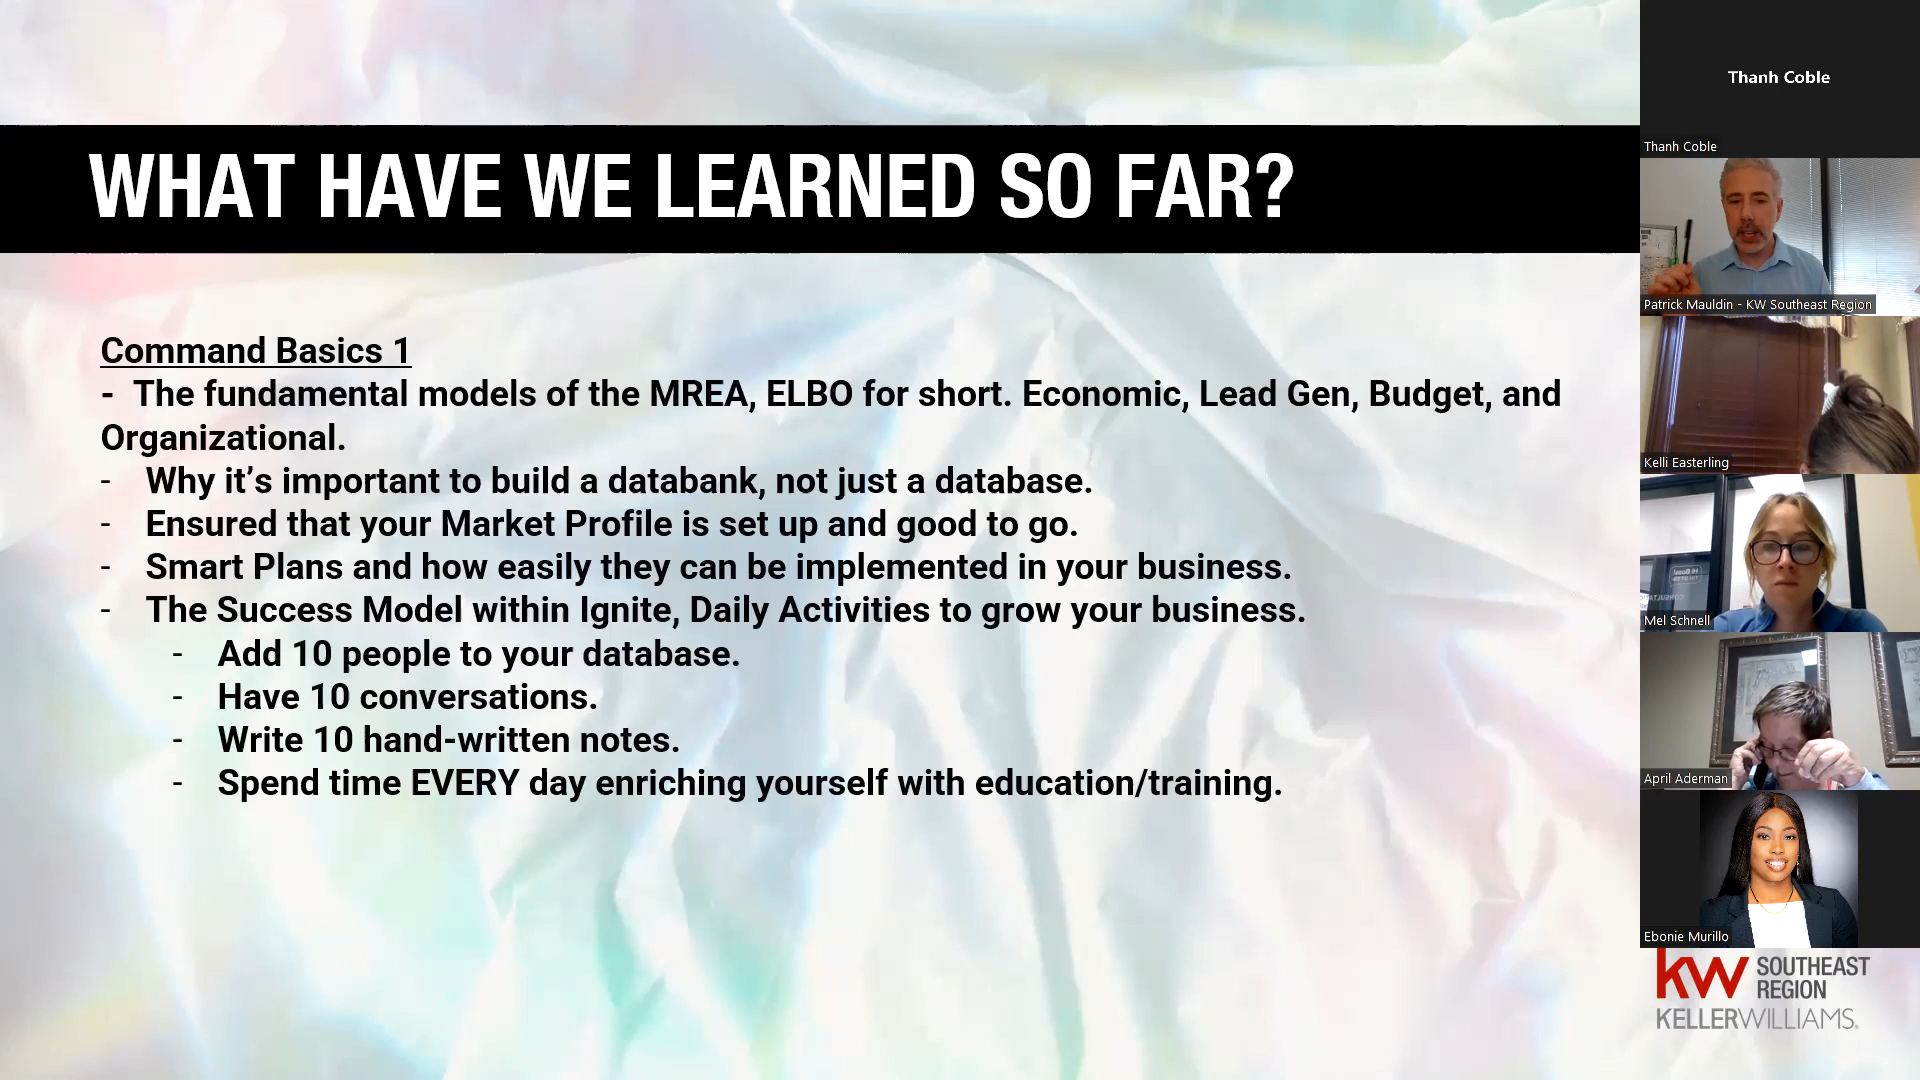 WHAT HAVE WE LEARNED SO FAR?
Command Basics 1
- The fundamental models of the MREA, ELBO for short. Economic, Lead Gen, Budget, and
Organizational.
- Why it’s important to build a databank, not just a database.
- Ensured that your Market Profile is set up and good to go.
- Smart Plans and how easily they can be implemented in your business.
- The Success Model within Ignite, Daily Activities to grow your business.
- Add 10 people to your database.
- Have 10 conversations.
- Write 10 hand-written notes.
- Spend time EVERY day enriching yourself with education/training.
Thanh Coble
Thanh Coble
Patrick Mauldin - KW Southeast Region
Kelli Easterling
Mel Schnell
April Aderman
Ebonie Murillo
kw SOUTHEAST
REGION
KELLERWILLIAMS.